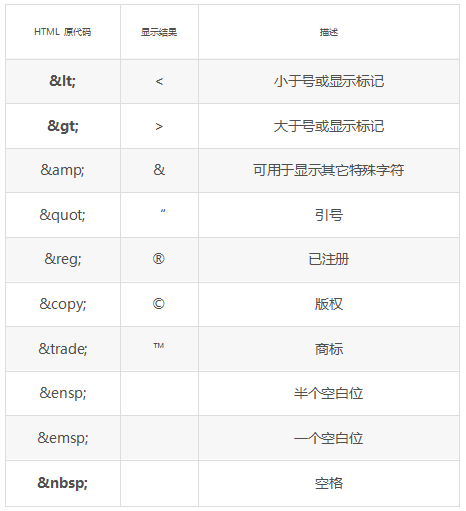 HTML 原代码 显示结果 描述
&lt; < 小于号或显示标记
&gt; > 大于号或显示标记
&amp; & 可用于显示其它特殊字符
&quot; “ 引号
&reg; ® 已注册
&copy; © 版权
&trade; ™ 商标
&ensp; 半个空白位
&emsp; 一个空白位
&nbsp; 空格